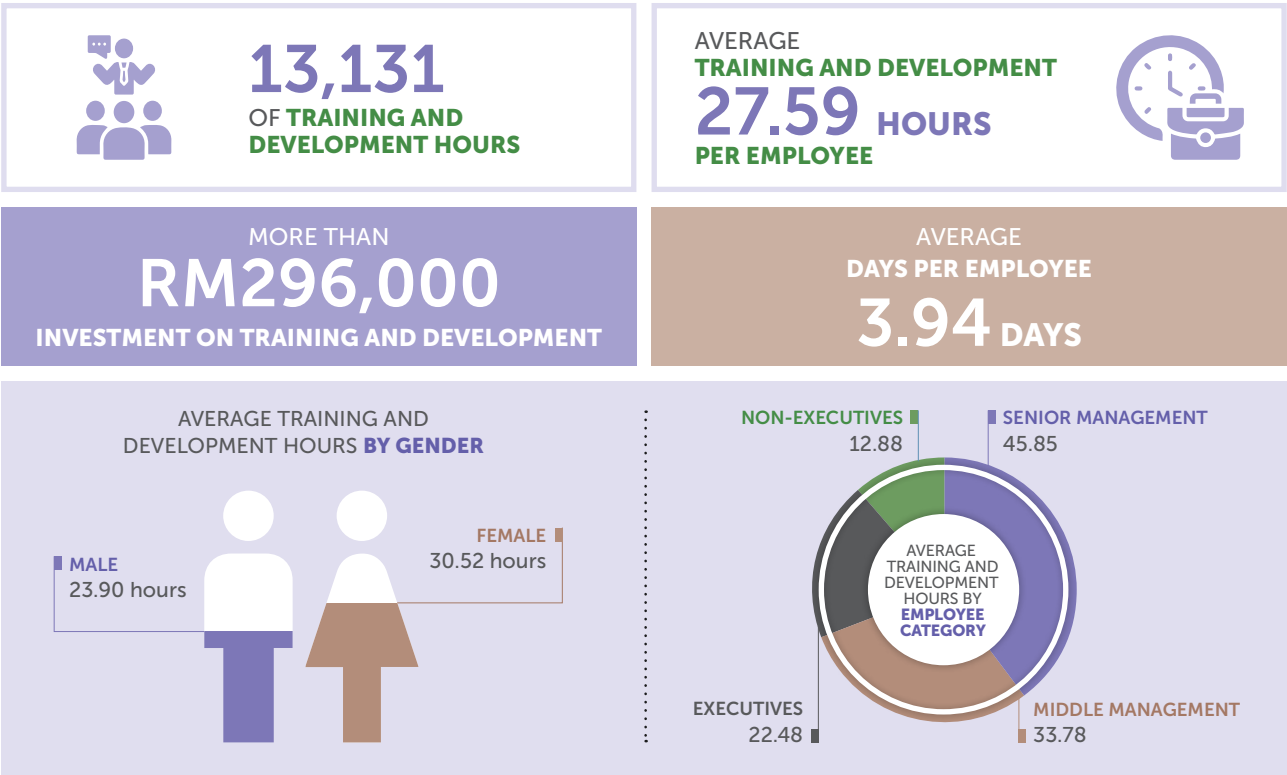 13,131
OF TRAINING AND
DEVELOPMENT HOURS
AVERAGE
TRAINING AND DEVELOPMENT
27.59 HOURS
PER EMPLOYEE
MORE THAN
RM296,000
INVESTMENT ON TRAINING AND DEVELOPMENT
AVERAGE
DAYS PER EMPLOYEE
3.94 DAYS
AVERAGE TRAINING AND
DEVELOPMENT HOURS BY GENDER
MALE
23.90 hours
FEMALE
30.52 hours
NON-EXECUTIVES
12.88
SENIOR MANAGEMENT
45.85
AVERAGE
TRAINING AND
DEVELOPMENT
HOURS BY
EMPLOYEE
CATEGORY
EXECUTIVES
22.48
MIDDLE MANAGEMENT
33.78